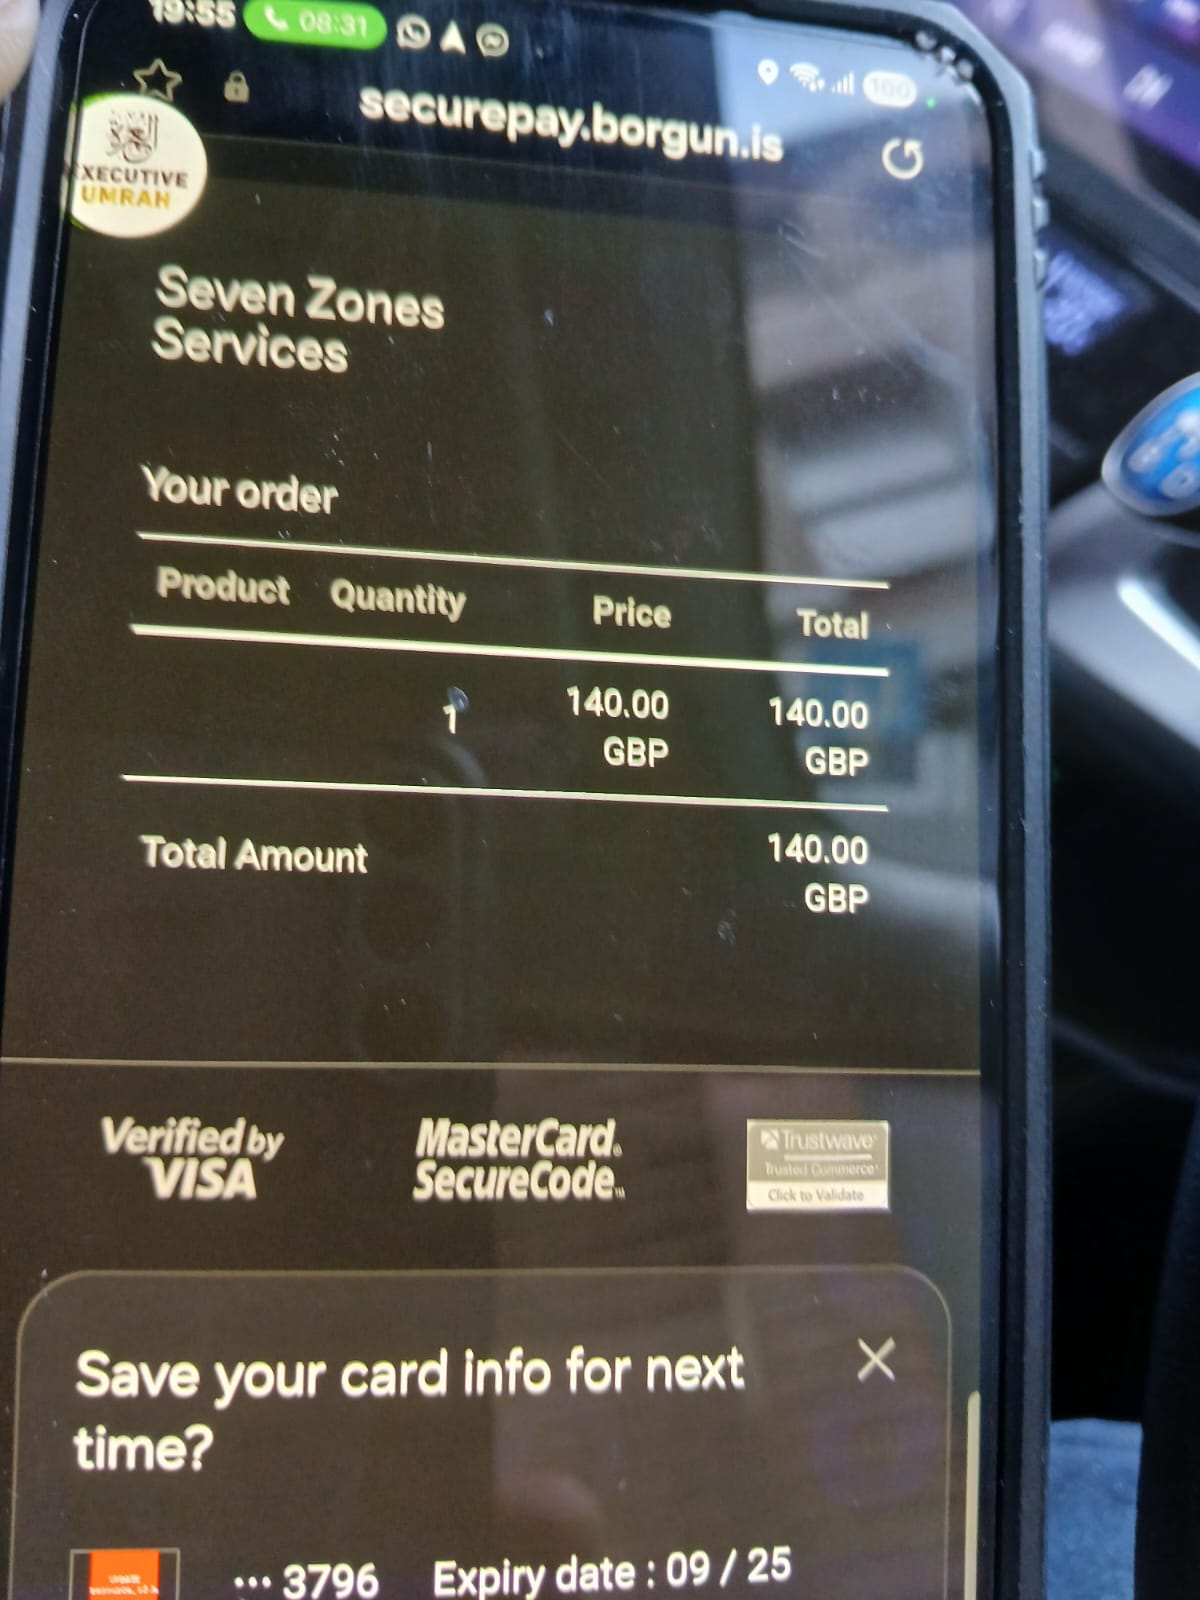 19:55 08:31
100
securepay.borgun.is
EXECUTIVE
UMRAH
Seven Zones
Services
Your order
Product Quantity Price Total
1 140.00 140.00
GBP GBP
Total Amount 140.00
GBP
Verified by
VISA
MasterCard.
SecureCode
Trustwave
Trusted Commerce
Click to Validate
Save your card info for next
time?
... 3796 Expiry date : 09 / 25